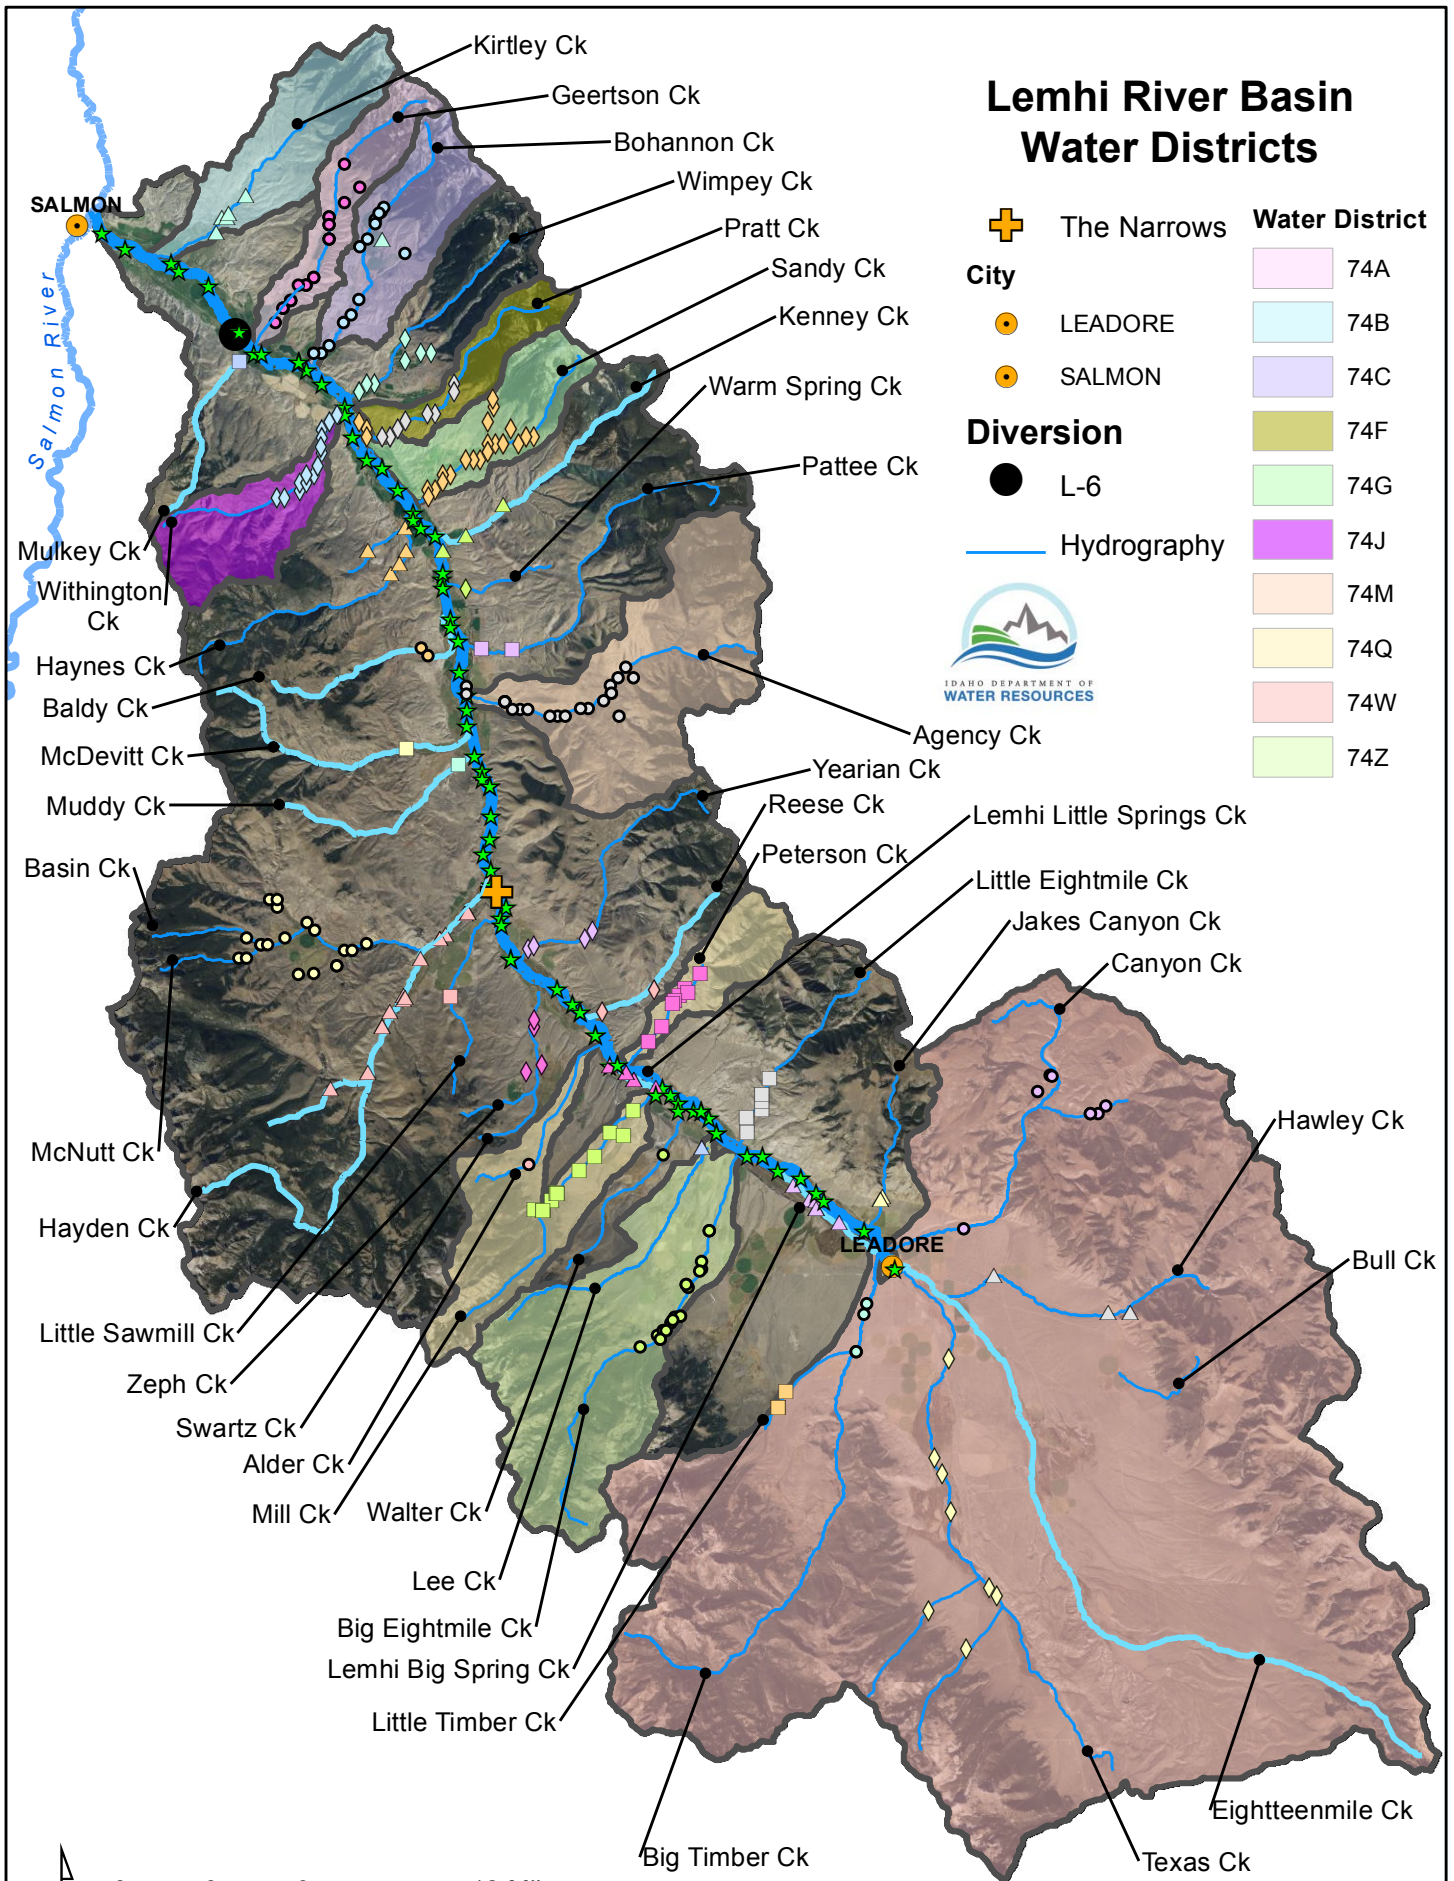 Lemhi River Basin
Water Districts
The Narrows
City
LEADORE
SALMON
Diversion
L-6
Hydrography
Water District
74A
74B
74C
74F
74G
74J
74M
74Q
74W
74Z
IDAHO DEPARTMENT OF
WATER RESOURCES
Kirtley Ck
Geertson Ck
Bohannon Ck
Wimpey Ck
Pratt Ck
Sandy Ck
Kenney Ck
Warm Spring Ck
Pattee Ck
SALMON
Salmon River
Mulkey Ck
Withington
Ck
Haynes Ck
Baldy Ck
McDevitt Ck
Muddy Ck
Basin Ck
Agency Ck
Yearian Ck
Reese Ck
Lemhi Little Springs Ck
Peterson Ck
Little Eightmile Ck
Jakes Canyon Ck
Canyon Ck
Hawley Ck
Bull Ck
LEADORE
McNutt Ck
Hayden Ck
Little Sawmill Ck
Zeph Ck
Swartz Ck
Alder Ck
Mill Ck
Walter Ck
Lee Ck
Big Eightmile Ck
Lemhi Big Spring Ck
Little Timber Ck
Big Timber Ck
Texas Ck
Eightteenmile Ck